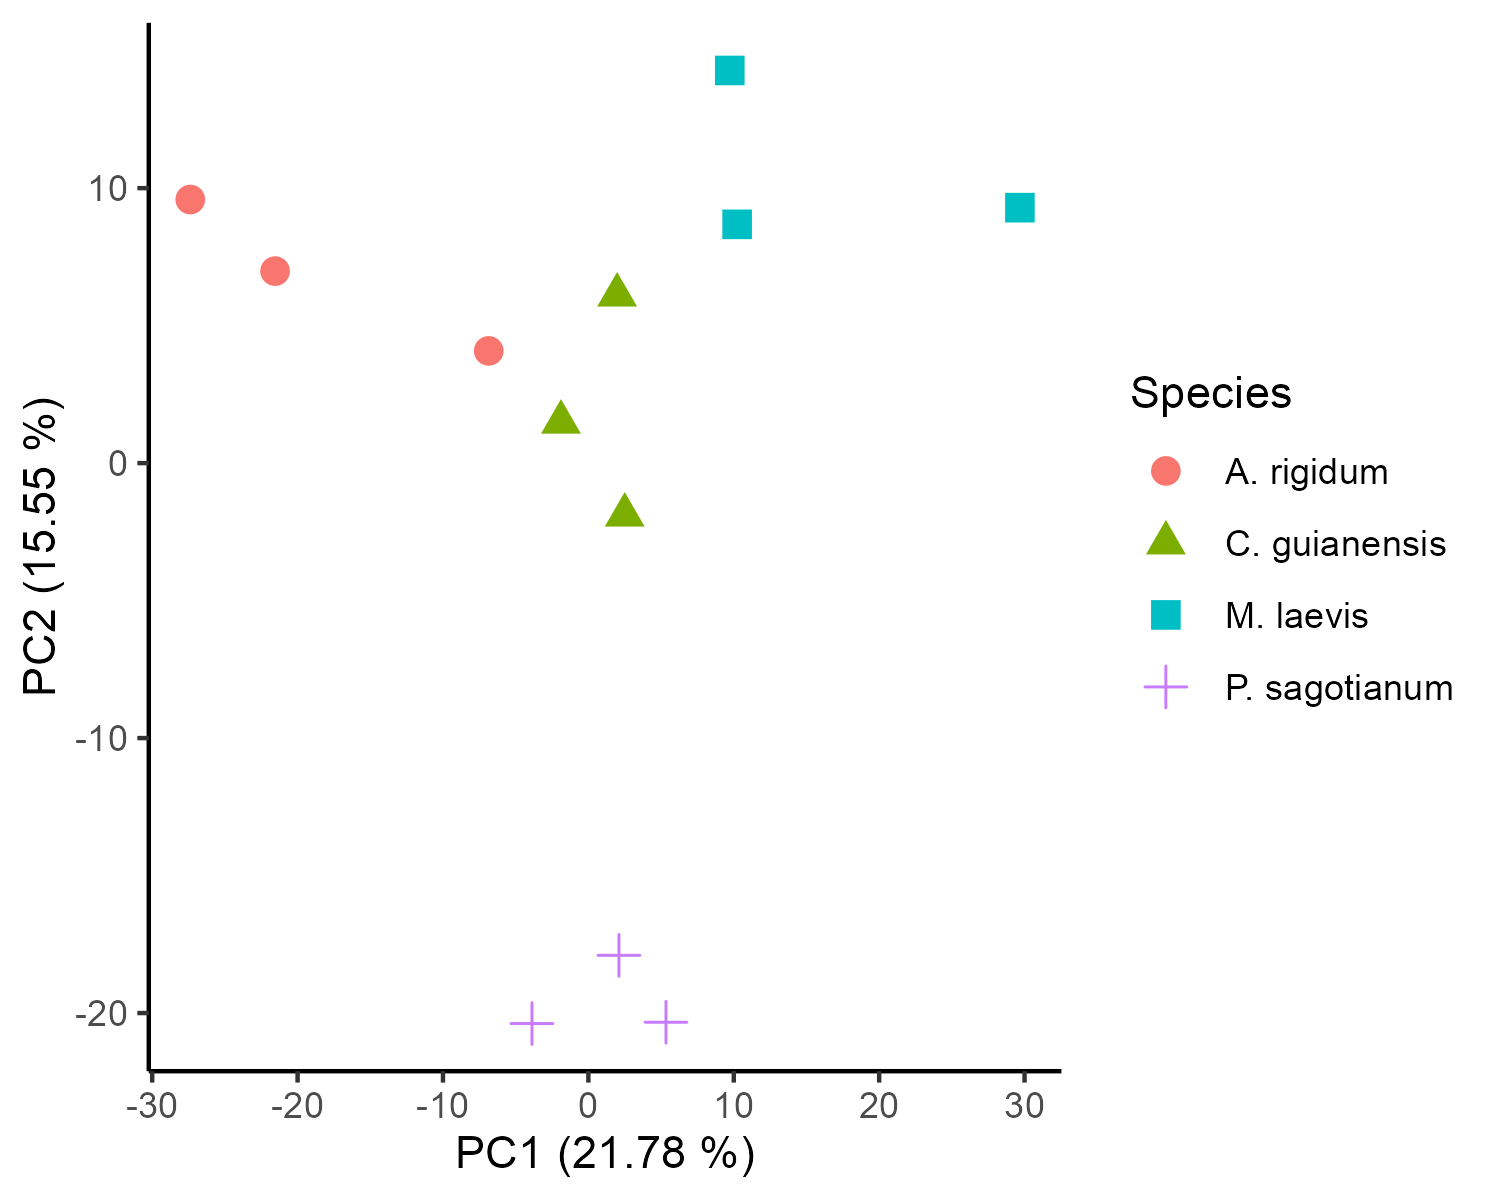 10
0
-10
-20
PC2 (15.55 %)
-30 -20 -10 0 10 20 30
PC1 (21.78 %)
Species
A. rigidum
C. guianensis
M. laevis
P. sagotianum